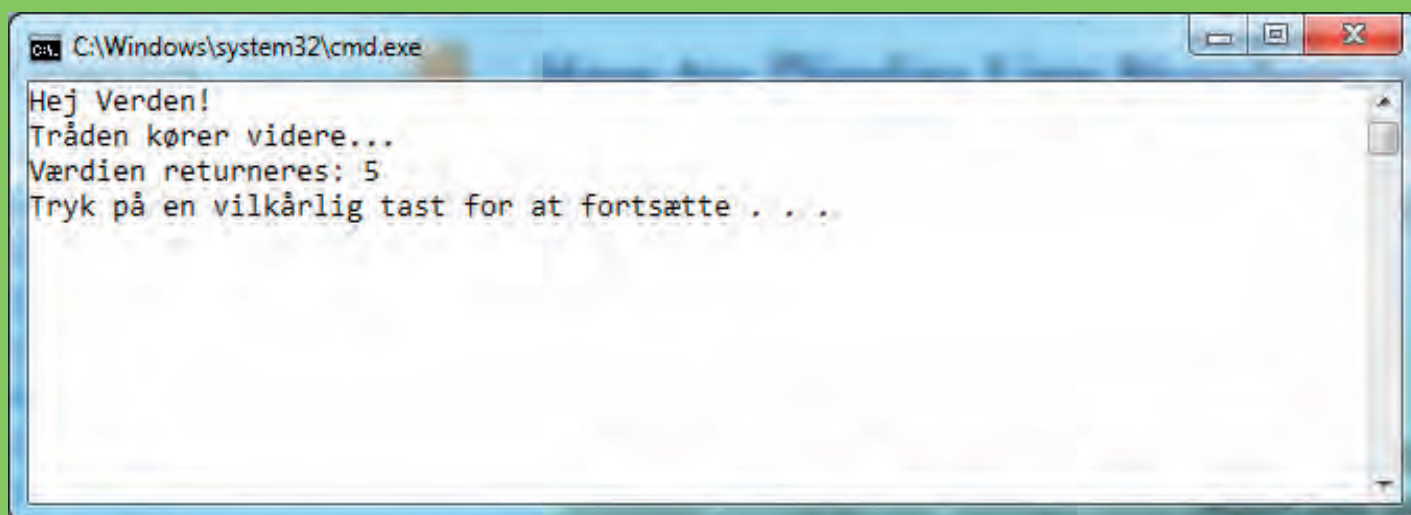 C:\Windows\system32\cmd.exe
Hej Verden!
Tråden kører videre...
Værdien returneres: 5
Tryk på en vilkårlig tast for at fortsætte . . .